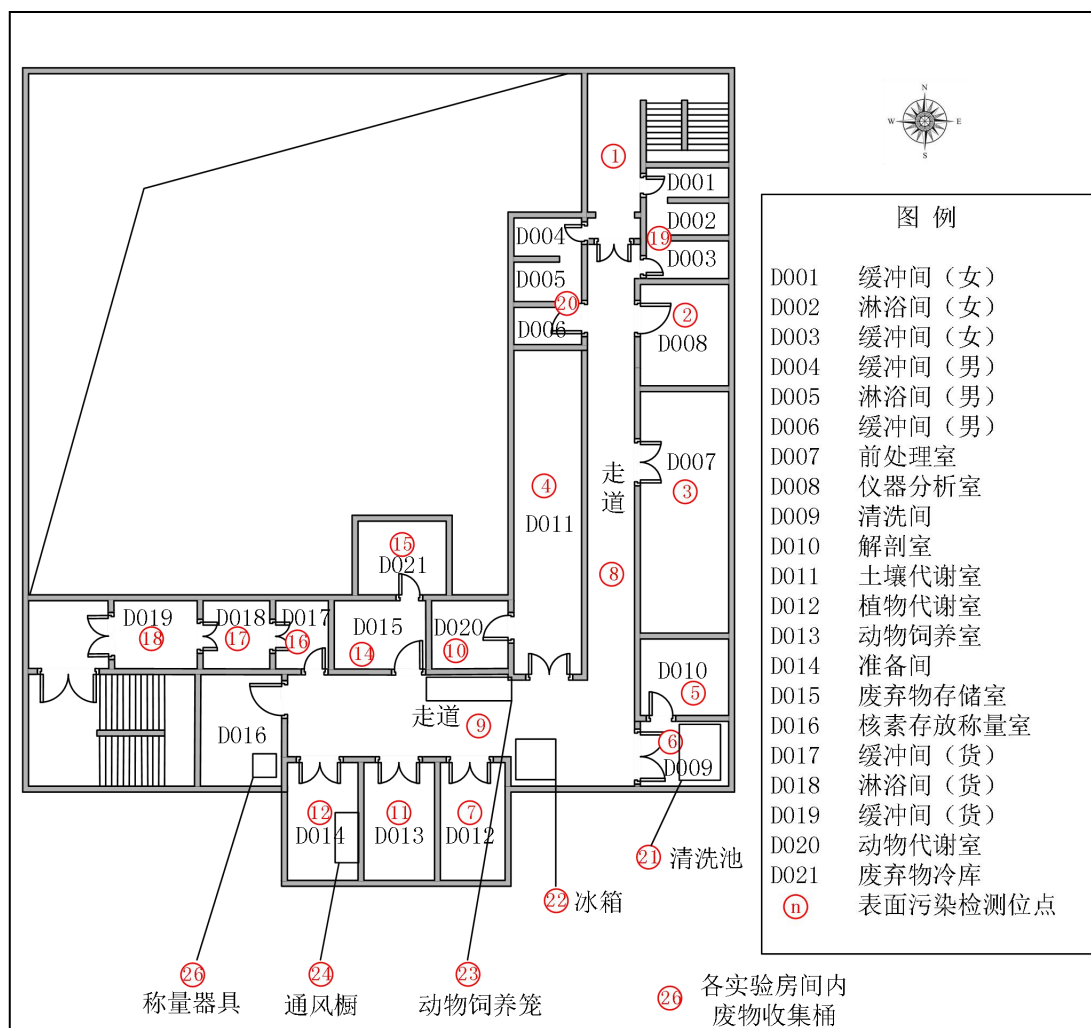 N
W
E
S
①
D001
D002
⑲
D003
D004
D005
⑳
D006
②
D008
D007
③
走道
④
D011
⑧
⑮
D021
D019
⑱
D018
⑰
D017
⑯
D015
⑭
D020
⑩
D010
⑤
走道
⑨
D016
⑥
D009
⑫
D014
⑪
D013
⑦
D012
㉑ 清洗池
㉒ 冰箱
㉖
称量器具
㉔
通风橱
㉓
动物饲养笼
㉖ 各实验房间内
废物收集桶
图 例
D001 缓冲间（女）
D002 淋浴间（女）
D003 缓冲间（女）
D004 缓冲间（男）
D005 淋浴间（男）
D006 缓冲间（男）
D007 前处理室
D008 仪器分析室
D009 清洗间
D010 解剖室
D011 土壤代谢室
D012 植物代谢室
D013 动物饲养室
D014 准备间
D015 废弃物存储室
D016 核素存放称量室
D017 缓冲间（货）
D018 淋浴间（货）
D019 缓冲间（货）
D020 动物代谢室
D021 废弃物冷库
ⓝ 表面污染检测位点